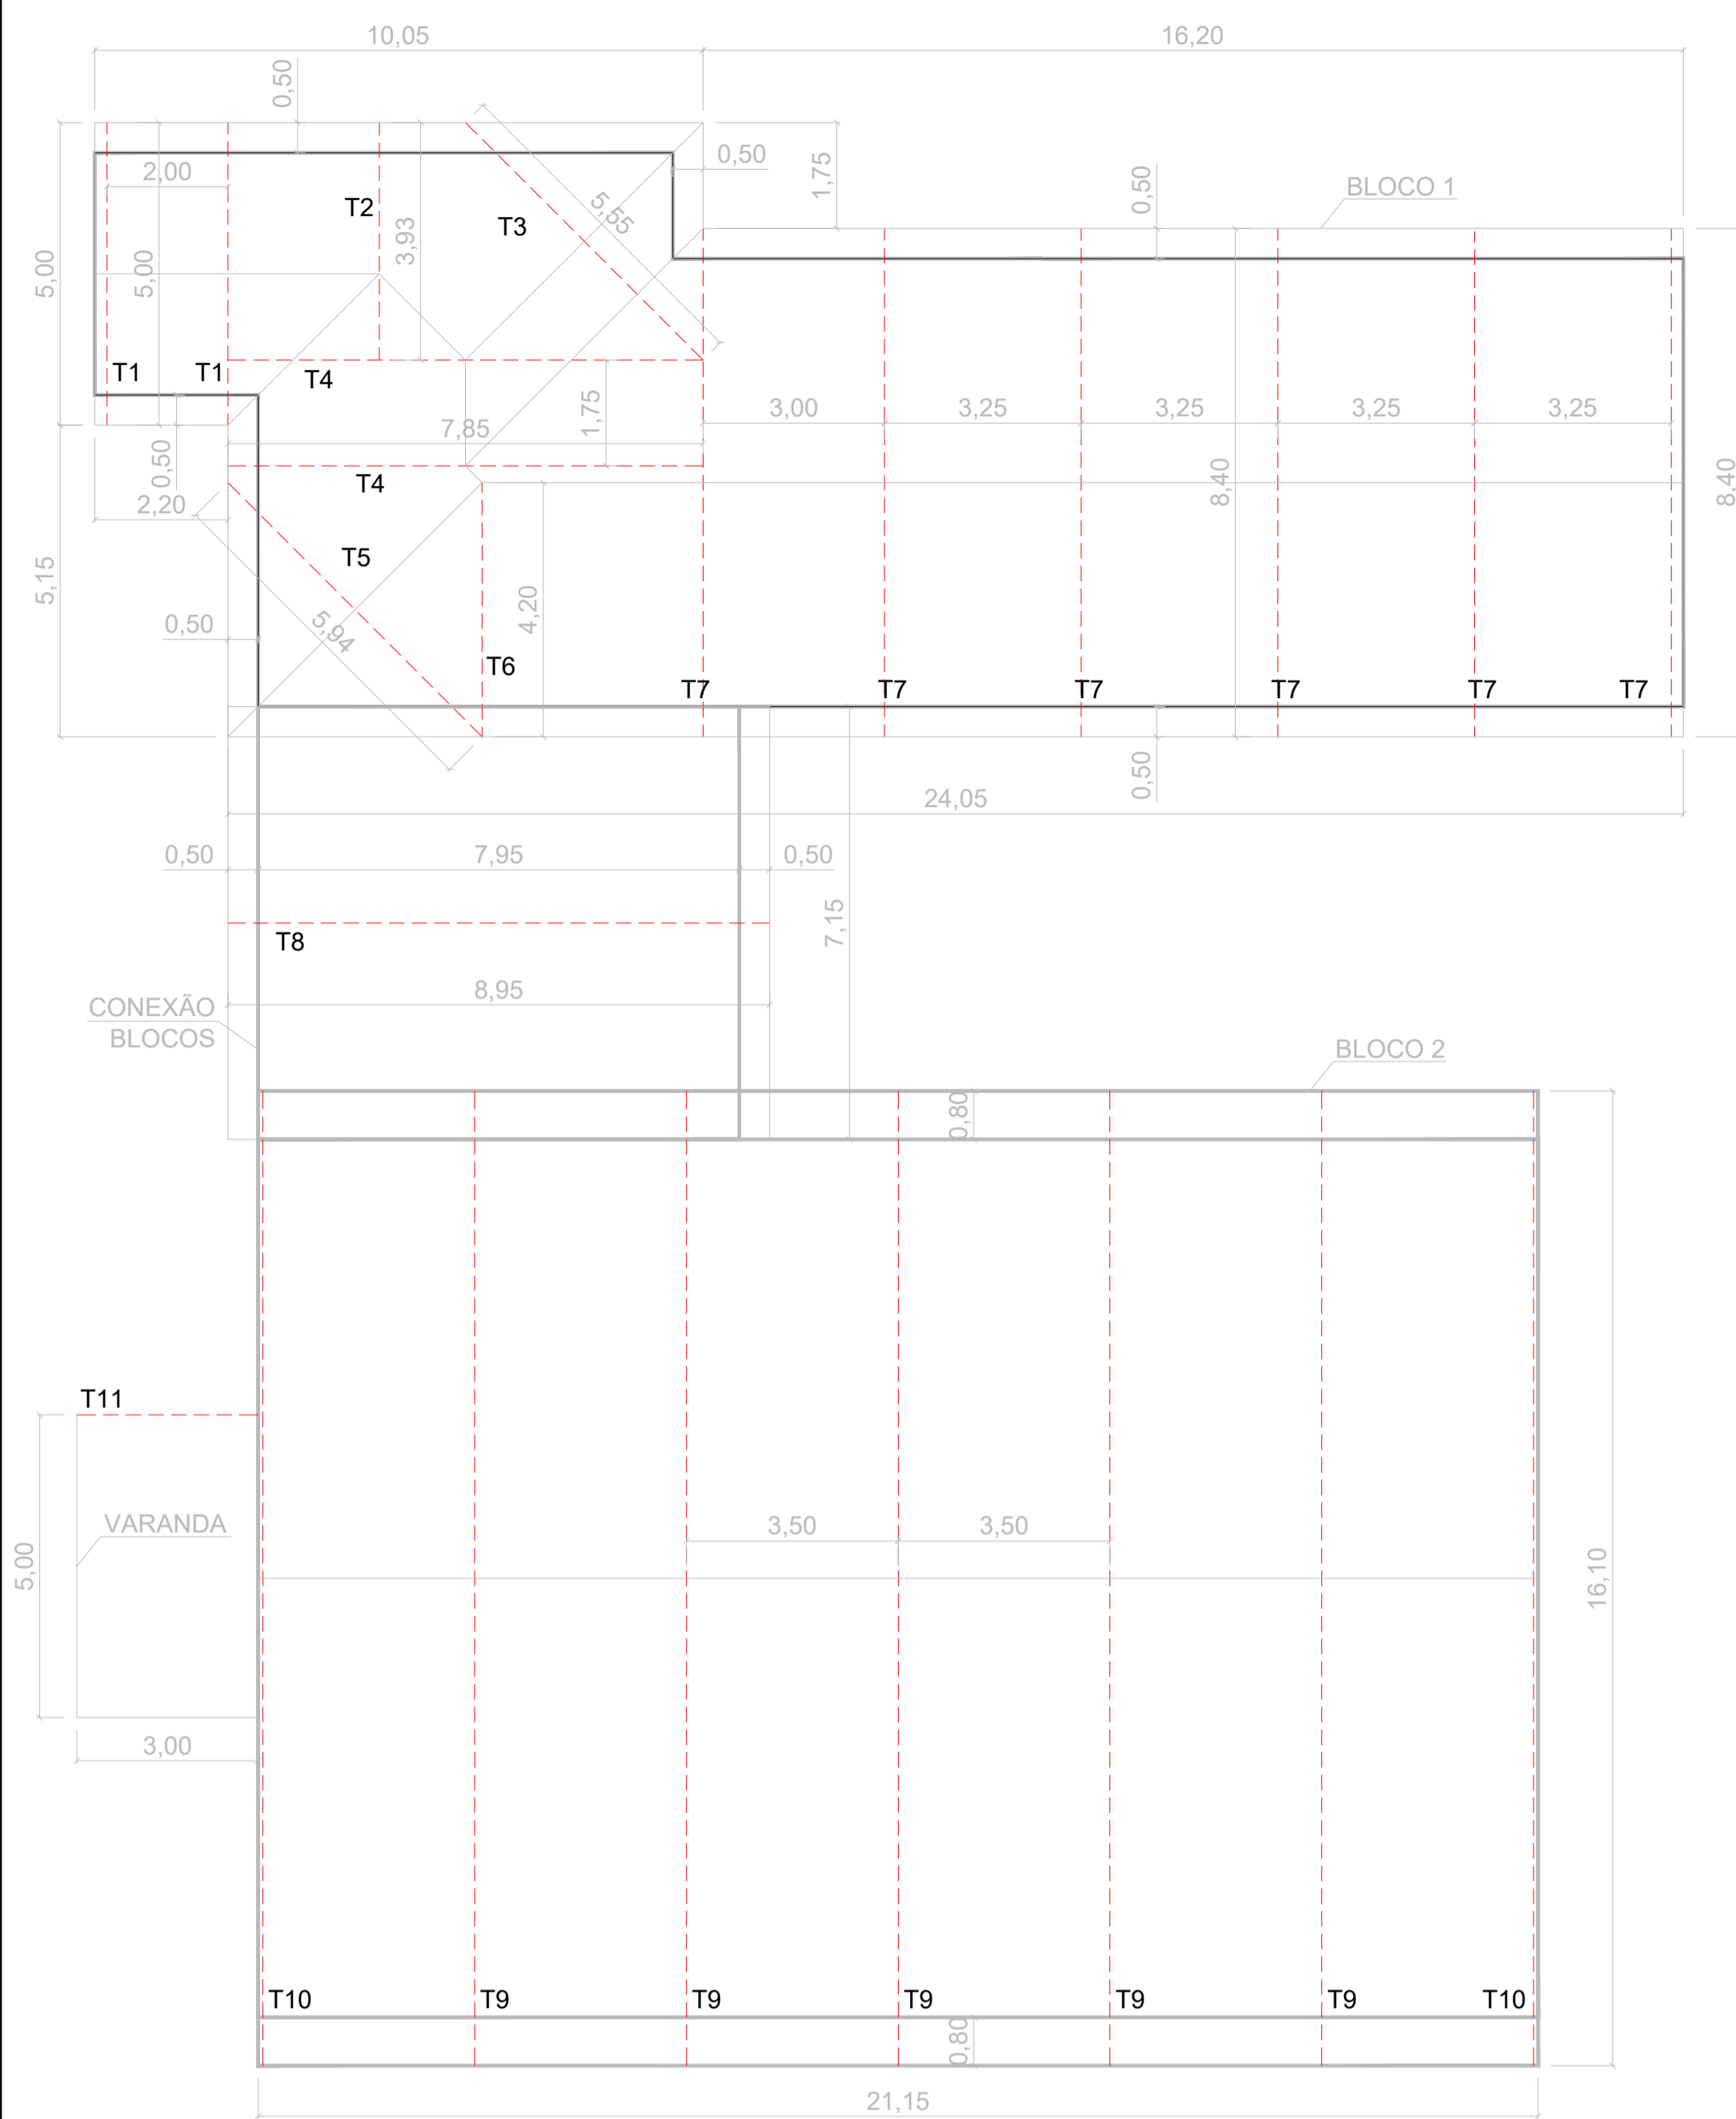 10,05
16,20
0,50
2,00
0,50
1,75
0,50
BLOCO 1
T2
T3
5,55
3,93
5,00
5,00
T1
T1
T4
7,85
1,75
3,00
3,25
3,25
3,25
3,25
0,50
2,20
T4
8,40
8,40
5,15
T5
0,50
5,94
4,20
T6
T7
T7
T7
T7
T7
T7
0,50
24,05
0,50
7,95
0,50
7,15
T8
8,95
CONEXÃO
BLOCOS
BLOCO 2
0,80
T11
VARANDA
5,00
3,50
3,50
16,10
3,00
T10
T9
T9
T9
T9
T9
T10
0,80
21,15